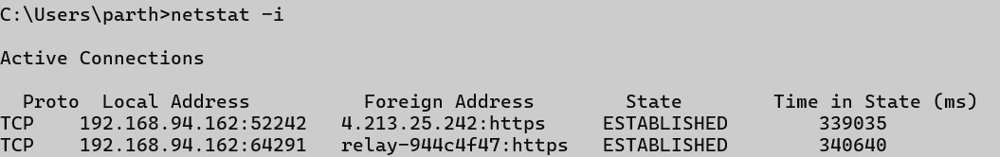 C:\Users\parth>netstat -i
Active Connections
Proto Local Address Foreign Address State Time in State (ms)
TCP 192.168.94.162:52242 4.213.25.242:https ESTABLISHED 339035
TCP 192.168.94.162:64291 relay-944c4f47:https ESTABLISHED 340640